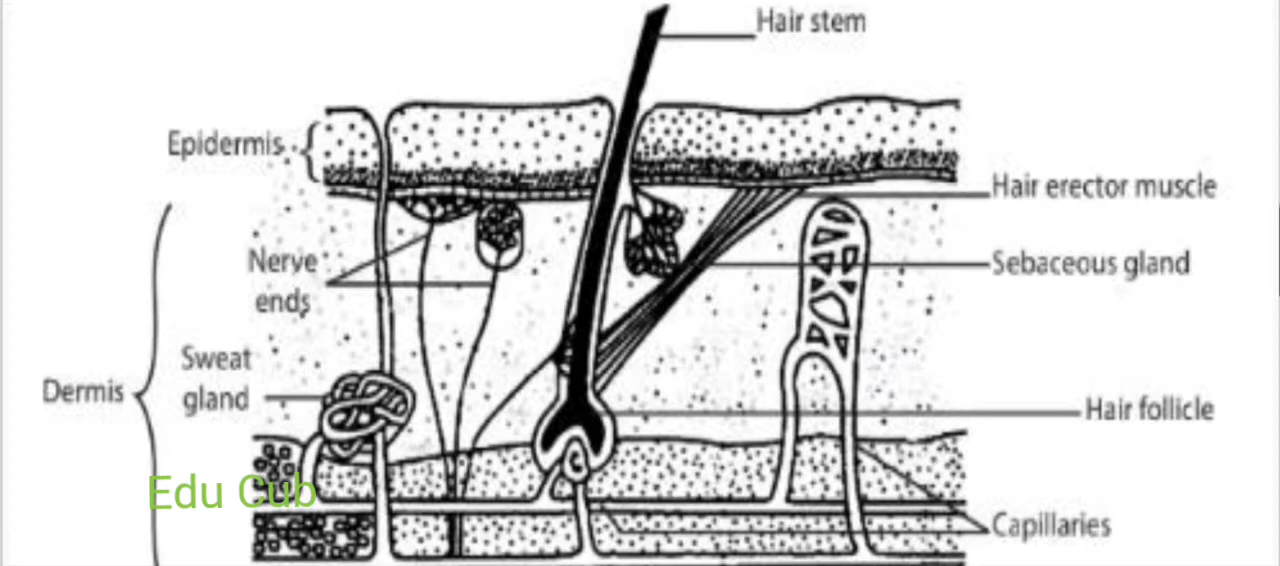 Hair stem
Epidermis
Hair erector muscle
Nerve
ends
Sebaceous gland
Sweat
gland
Dermis
Hair follicle
Edu Cub
Capillaries